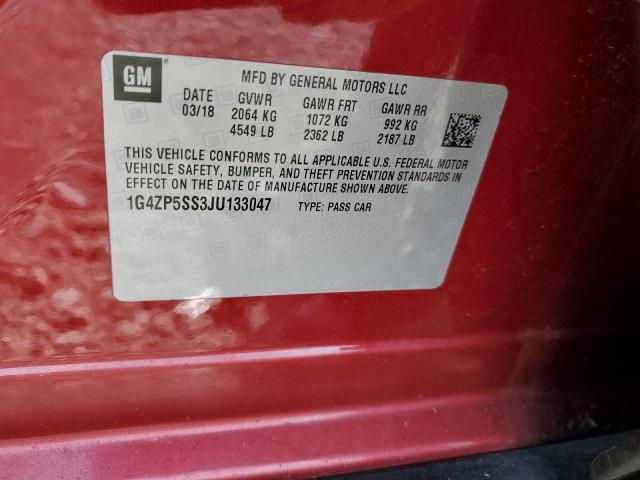 GM
MFD BY GENERAL MOTORS LLC
DATE GVWR GAWR FRT GAWR RR
03/18 2064 KG 1072 KG 992 KG
4549 LB 2362 LB 2187 LB
THIS VEHICLE CONFORMS TO ALL APPLICABLE U.S. FEDERAL MOTOR
VEHICLE SAFETY, BUMPER, AND THEFT PREVENTION STANDARDS IN
EFFECT ON THE DATE OF MANUFACTURE SHOWN ABOVE.
1G4ZP5SS3JU133047 TYPE: PASS CAR